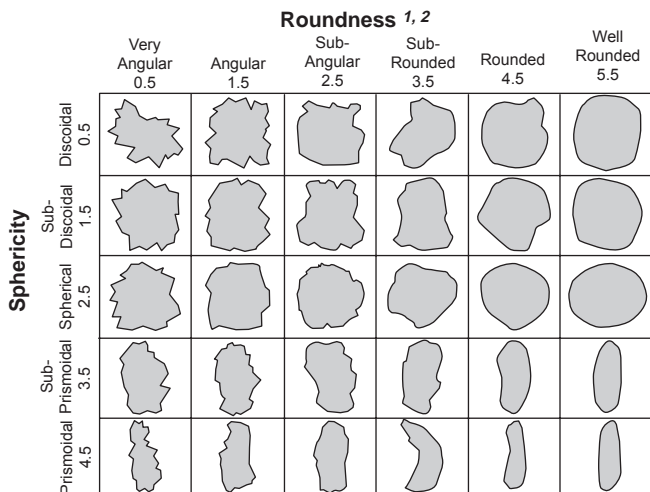 Roundness 1, 2
Very
Angular
0.5
Angular
1.5
Sub-
Angular
2.5
Sub-
Rounded
3.5
Rounded
4.5
Well
Rounded
5.5
Sphericity
Discoidal
0.5
Sub-
Discoidal
1.5
Spherical
2.5
Sub-
Prismoidal
3.5
Prismoidal
4.5